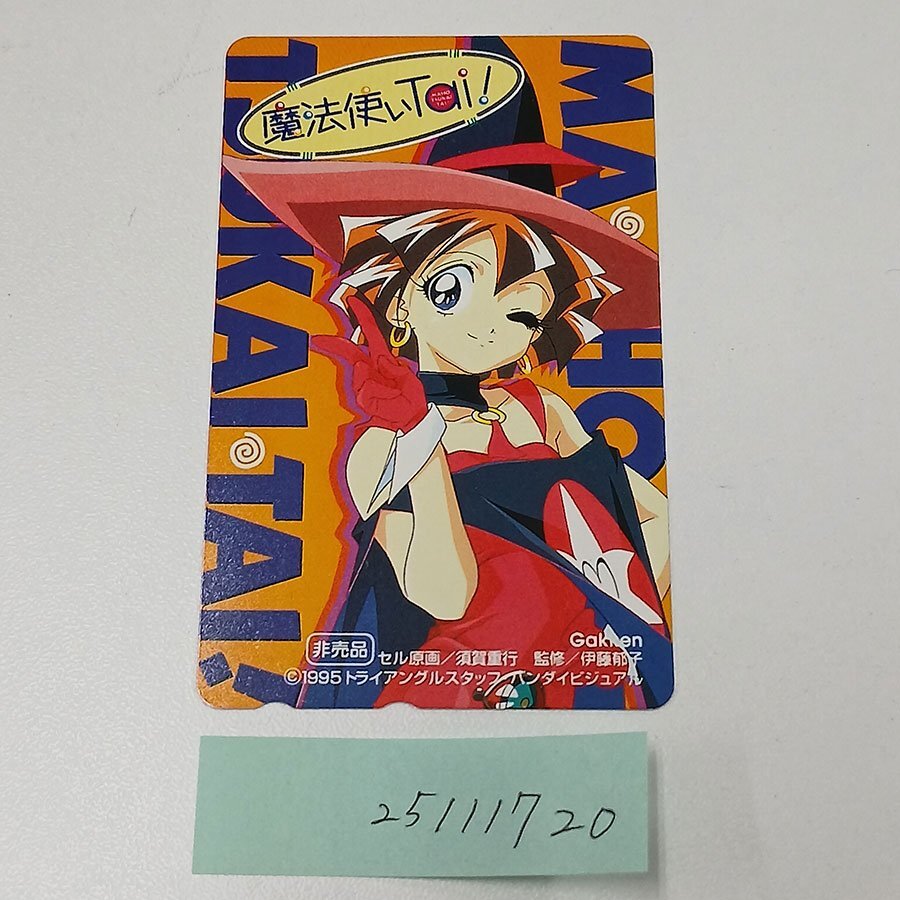 魔法使いTai!
MAHO
TSUKAI
TAI!
MAHO
TSUKAI TAI!
Gakken
非売品 セル原画／須賀重行 監修／伊藤郁子
©1995 トライアングルスタッフ・バンダイビジュアル
25111720